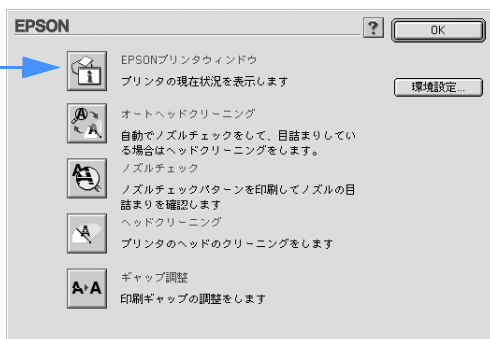 EPSON
? OK
EPSONプリンタウィンドウ
プリンタの現在状況を表示します
環境設定...
オートヘッドクリーニング
自動でノズルチェックをして、目詰まりしてい
る場合はヘッドクリーニングをします。
ノズルチェック
ノズルチェックパターンを印刷してノズルの目
詰まりを確認します
ヘッドクリーニング
プリンタのヘッドのクリーニングをします
ギャップ調整
A›A
印刷ギャップの調整をします